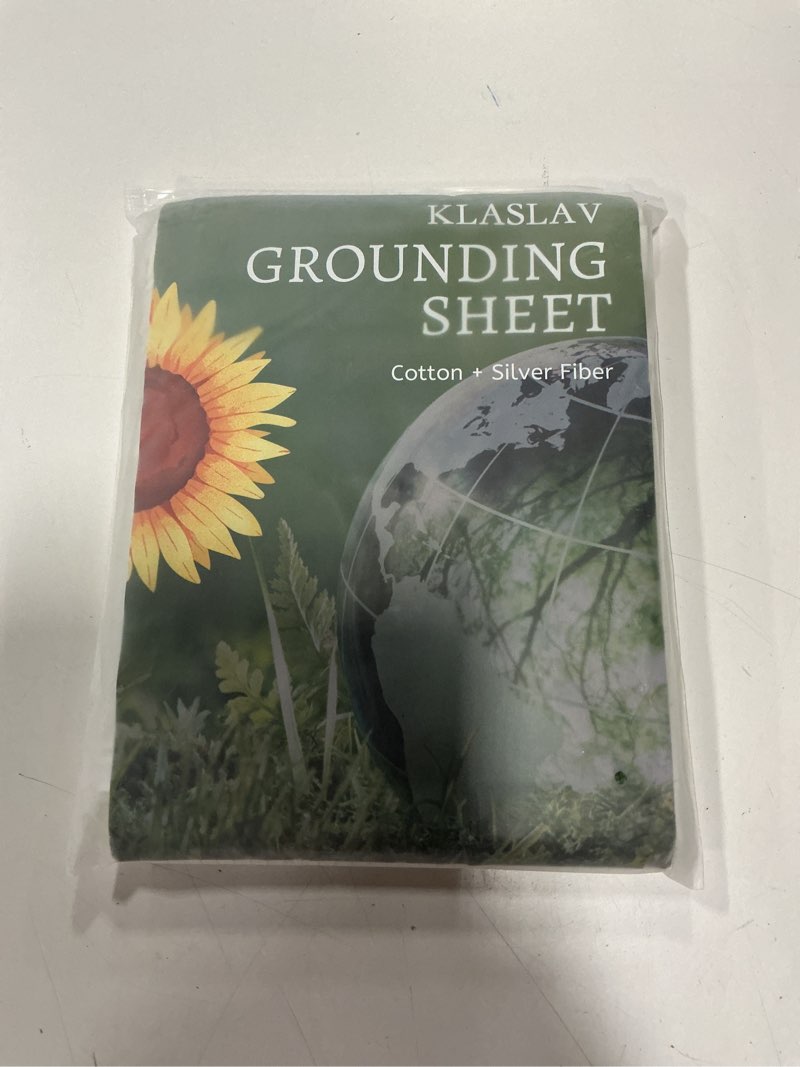 KLASLAV
GROUNDING
SHEET
Cotton + Silver Fiber